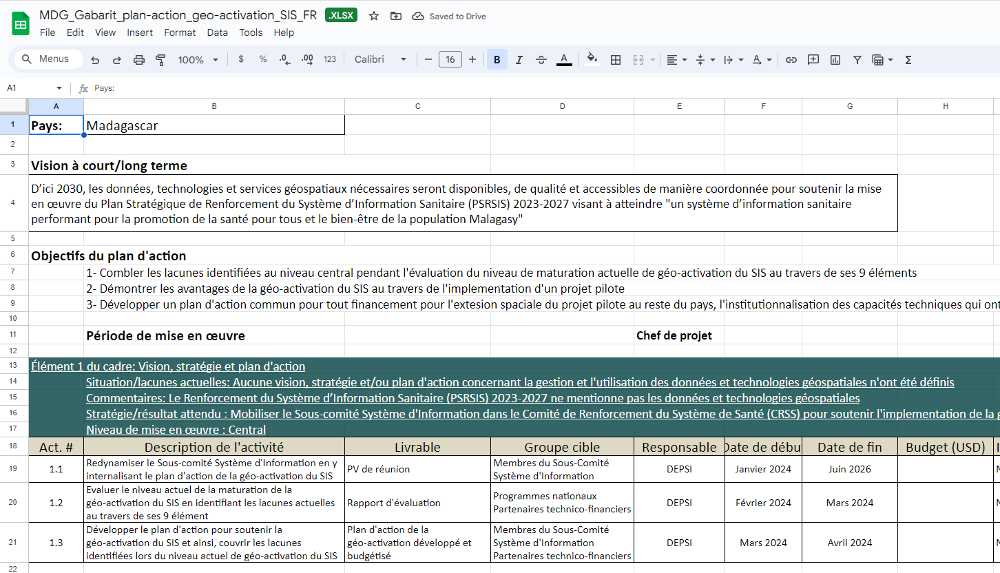 MDG_Gabarit_plan-action_geo-activation_SIS_FR .XLSX Saved to Drive
File Edit View Insert Format Data Tools Help
Menus 100% $ % .0 .00 123 Calibri 16 B I A A Σ
A1 fx Pays:
A B C D E F G H
1 Pays: Madagascar
2
3 Vision à court/long terme
D’ici 2030, les données, technologies et services géospatiaux nécessaires seront disponibles, de qualité et accessibles de manière coordonnée pour soutenir la mise
4 en œuvre du Plan Stratégique de Renforcement du Système d’Information Sanitaire (PSRSIS) 2023-2027 visant à atteindre "un système d’information sanitaire
performant pour la promotion de la santé pour tous et le bien-être de la population Malagasy"
5
6 Objectifs du plan d'action
7 1- Combler les lacunes identifiées au niveau central pendant l'évaluation du niveau de maturation actuelle de géo-activation du SIS au travers de ses 9 éléments
8 2- Démontrer les avantages de la géo-activation du SIS au travers de l'implementation d'un projet pilote
9 3- Développer un plan d'action commun pour tout financement pour l'extesion spaciale du projet pilote au reste du pays, l'institutionnalisation des capacités techniques qui ont
10
11 Période de mise en œuvre Chef de projet
12
13 Élément 1 du cadre: Vision, stratégie et plan d'action
14 Situation/lacunes actuelles: Aucune vision, stratégie et/ou plan d'action concernant la gestion et l'utilisation des données et technologies géospatiales n'ont été définis
15 Commentaires: Le Renforcement du Système d’Information Sanitaire (PSRSIS) 2023-2027 ne mentionne pas les données et technologies géospatiales
16 Stratégie/résultat attendu : Mobiliser le Sous-comité Système d'Information dans le Comité de Renforcement du Système de Santé (CRSS) pour soutenir l'implementation de la g
17 Niveau de mise en œuvre : Central
18 Act. # Description de l'activité Livrable Groupe cible Responsable Date de débu Date de fin Budget (USD)
19 1.1 Redynamiser le Sous-comité Système d'Information en y
internalisant le plan d'action de la géo-activation du SIS
PV de réunion
Membres du Sous-Comité
Système d'Information
DEPSI Janvier 2024 Juin 2026
20 1.2 Evaluer le niveau actuel de la maturation de la
géo-activation du SIS en identifiant les lacunes actuelles
au travers de ses 9 élément
Rapport d'évaluation
Programmes nationaux
Partenaires technico-financiers
DEPSI Février 2024 Mars 2024
21 1.3 Développer le plan d'action pour soutenir la
géo-activation du SIS et ainsi, couvrir les lacunes
identifiées lors du niveau actuel de géo-activation du SIS
Plan d'action de la
géo-activation développé et
budgétisé
Membres du Sous-Comité
Système d'Information
Partenaires technico-financiers
DEPSI Mars 2024 Avril 2024
22